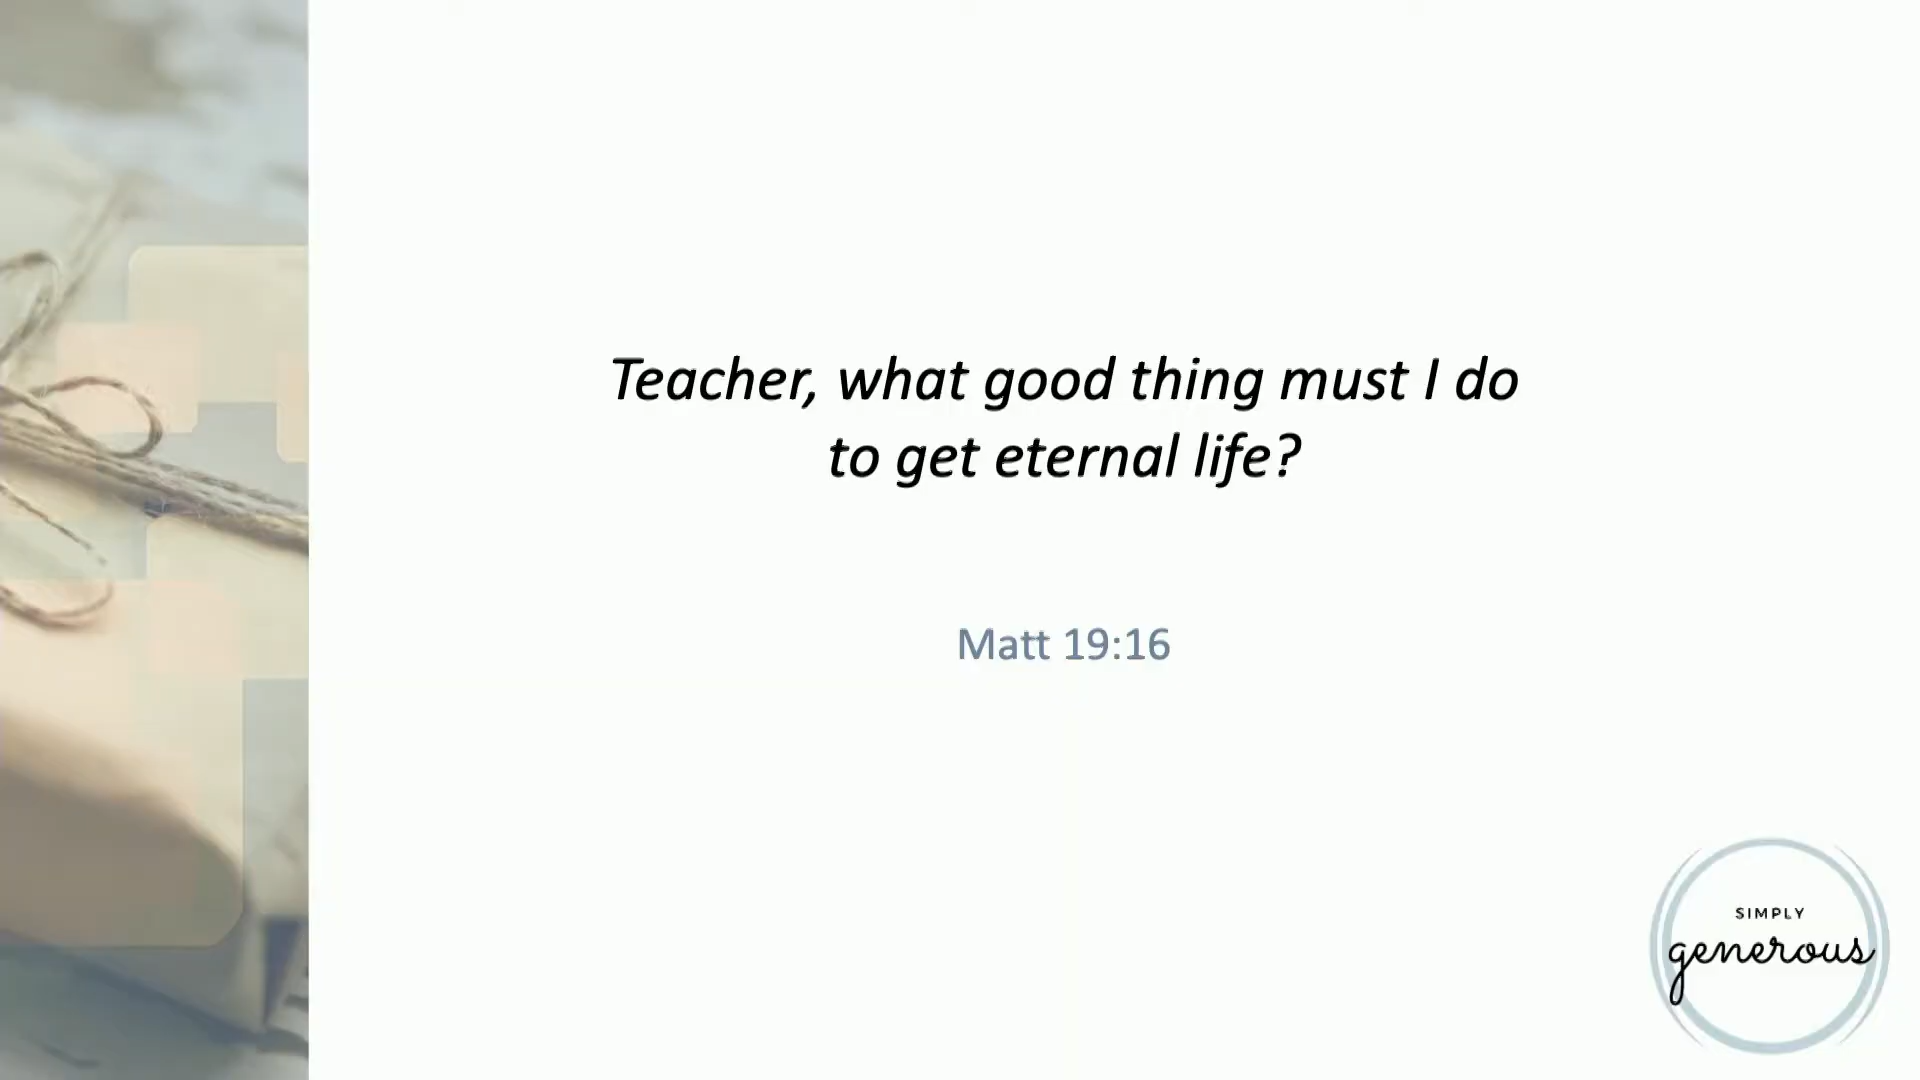 Teacher, what good thing must I do
to get eternal life?
Matt 19:16
SIMPLY
generous